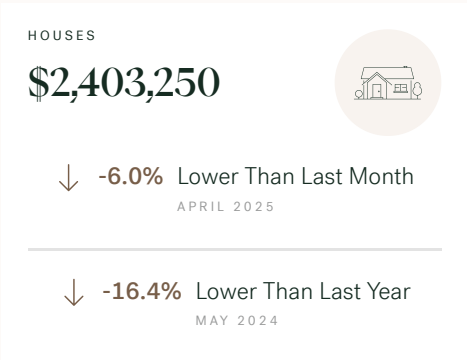 HOUSES
$2,403,250
-6.0% Lower Than Last Month
APRIL 2025
-16.4% Lower Than Last Year
MAY 2024